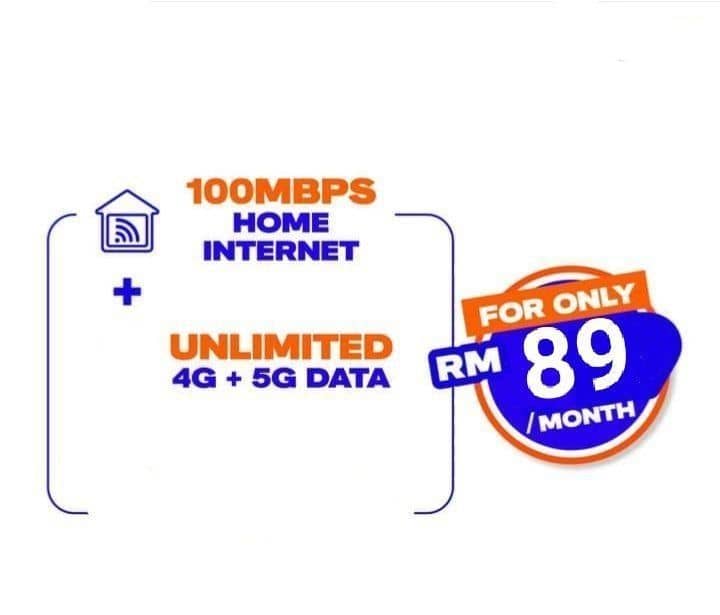 100MBPS
HOME
INTERNET
+
UNLIMITED
4G + 5G DATA
FOR ONLY
RM 89
/MONTH